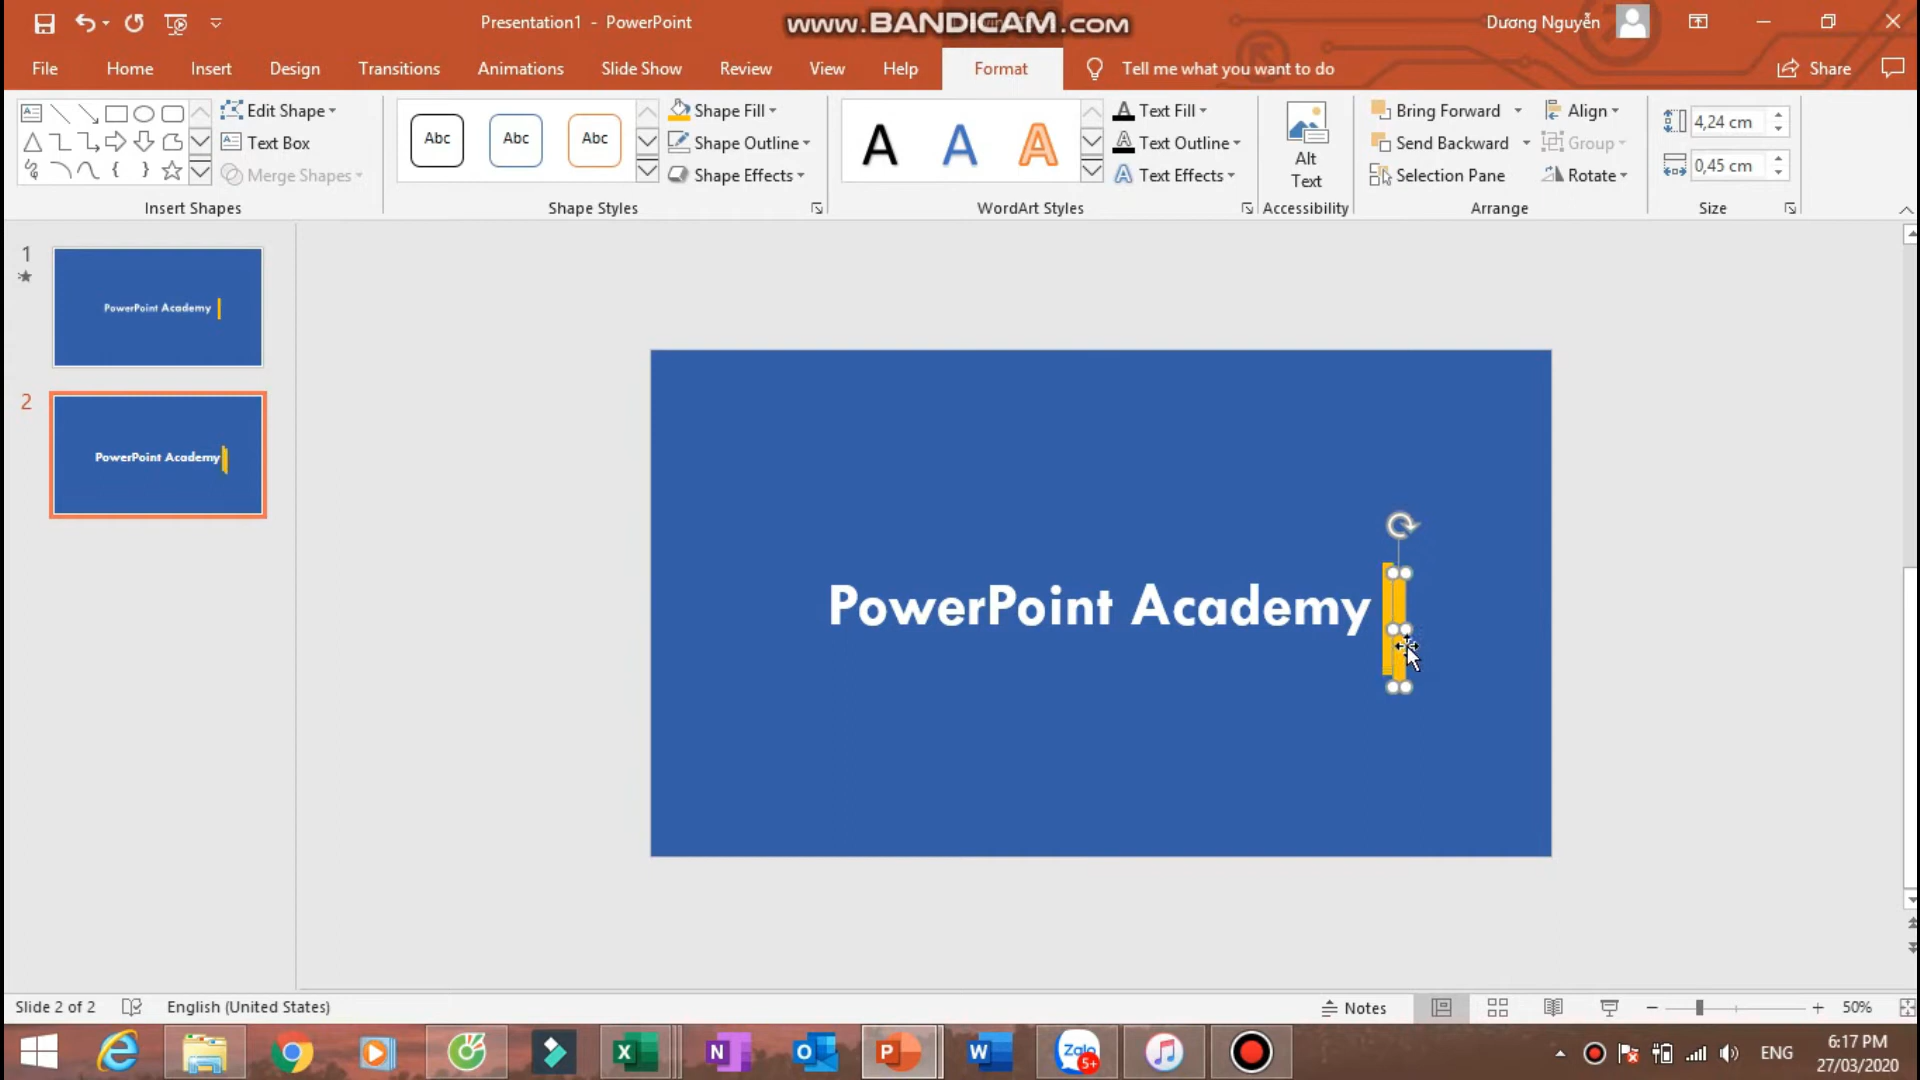 Presentation1 - PowerPoint
www.BANDICAM.com
Dương Nguyễn
File Home Insert Design Transitions Animations Slide Show Review View Help Format Tell me what you want to do Share
Edit Shape
Text Box
Merge Shapes
Insert Shapes
Abc Abc Abc
Shape Fill
Shape Outline
Shape Effects
Shape Styles
A A A
Text Fill
Text Outline
Text Effects
WordArt Styles
Alt
Text
Accessibility
Bring Forward
Send Backward
Selection Pane
Align
Group
Rotate
Arrange
4,24 cm
0,45 cm
Size
1
PowerPoint Academy
2
PowerPoint Academy
PowerPoint Academy
Slide 2 of 2 English (United States) Notes 50%
Zalo
5+
ENG
6:17 PM
27/03/2020